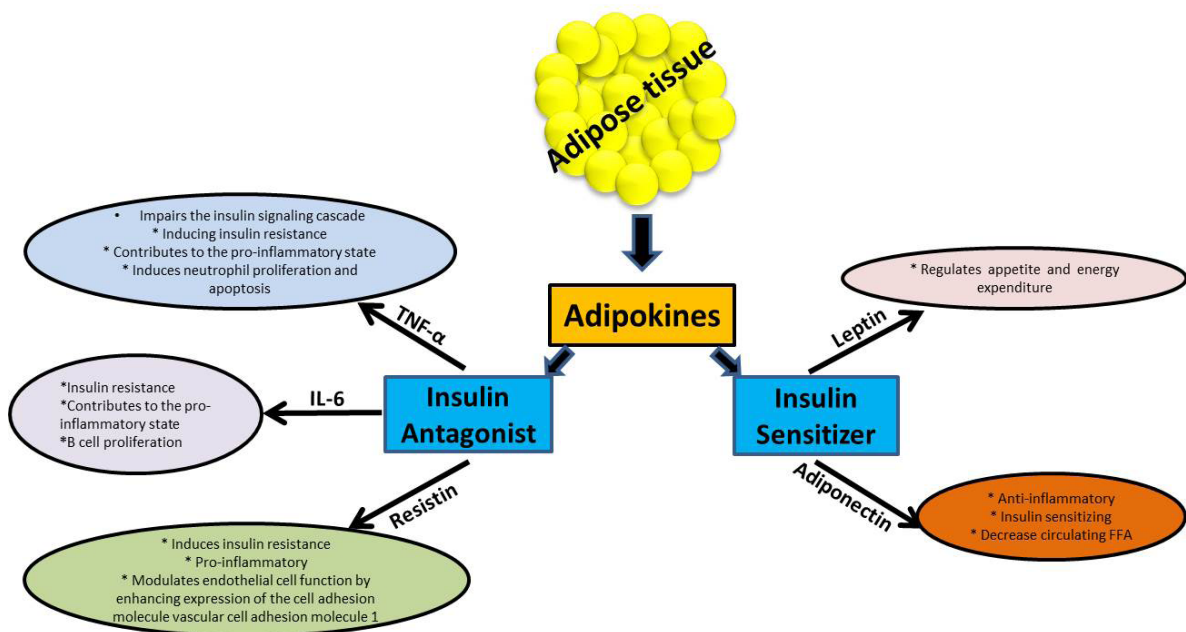 Adipose tissue
• Impairs the insulin signaling cascade
* Inducing insulin resistance
* Contributes to the pro-inflammatory state
* Induces neutrophil proliferation and
apoptosis
* Regulates appetite and energy
expenditure
Adipokines
TNF-α
Leptin
*Insulin resistance
*Contributes to the pro-
inflammatory state
*B cell proliferation
IL-6
Insulin
Antagonist
Insulin
Sensitizer
Resistin
Adiponectin
* Anti-inflammatory
* Insulin sensitizing
* Decrease circulating FFA
* Induces insulin resistance
* Pro-inflammatory
* Modulates endothelial cell function by
enhancing expression of the cell adhesion
molecule vascular cell adhesion molecule 1